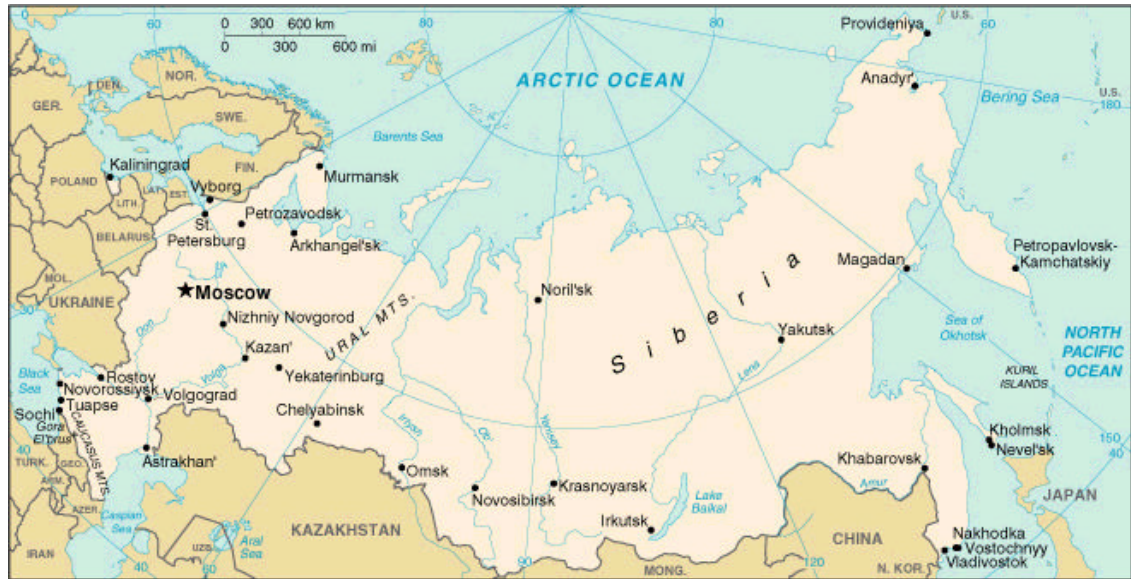 60
0 300 600 km
0 300 600 mi
80
0
80
U.S.
60
Provideniya
ARCTIC OCEAN
Anadyr'
Bering Sea
U.S.
180
DEN.
NOR.
GER.
SWE.
Barents Sea
Kaliningrad
FIN.
Murmansk
POLAND
LITH.
LAT.
EST.
Vyborg
St.
Petersburg
Petrozavodsk
Arkhangel'sk
BELARUS
MOL.
UKRAINE
30
Moscow
Nizhniy Novgorod
Don
Volga
Kazan'
URAL MTS.
Yekaterinburg
Noril'sk
Siberia
Magadan
Petropavlovsk-
Kamchatskiy
Sea of
Okhotsk
NORTH
PACIFIC
OCEAN
KURIL
ISLANDS
Yakutsk
Lena
Black
Sea
Rostov
Novorossiysk
Tuapse
Sochi
Volgograd
Chelyabinsk
Gora
El'brus
CAUCASUS MTS.
40
Astrakhan'
TURK.
GEO.
ARM.
AZER.
IRAN
Caspian
Sea
Aral
Sea
UZB.
60
KAZAKHSTAN
Irtysh
Ob'
Yenisey
Omsk
Novosibirsk
Krasnoyarsk
Irkutsk
Lake
Baikal
90
MONG.
120
CHINA
Amur
Khabarovsk
Kholmsk
Nevel'sk
150
40
JAPAN
Nakhodka
Vostochnyy
Vladivostok
N. KOR.